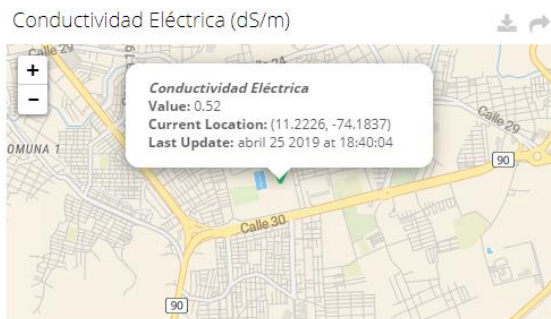 Conductividad Eléctrica (dS/m)
Calle 29
+
-
Conductividad Eléctrica
Value: 0.52
Current Location: (11.2226, -74.1837)
Last Update: abril 25 2019 at 18:40:04
Calle 29
OMUNA 1
90
Calle 30
90